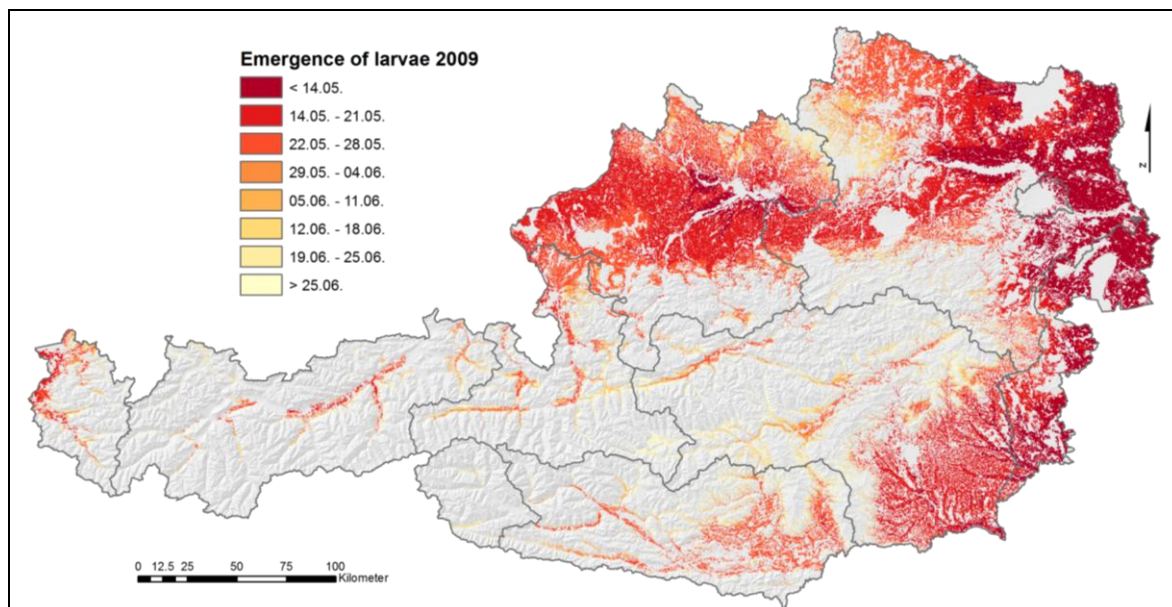 Emergence of larvae 2009
< 14.05.
14.05. - 21.05.
22.05. - 28.05.
29.05. - 04.06.
05.06. - 11.06.
12.06. - 18.06.
19.06. - 25.06.
> 25.06.
N
0 12.5 25 50 75 100
Kilometer